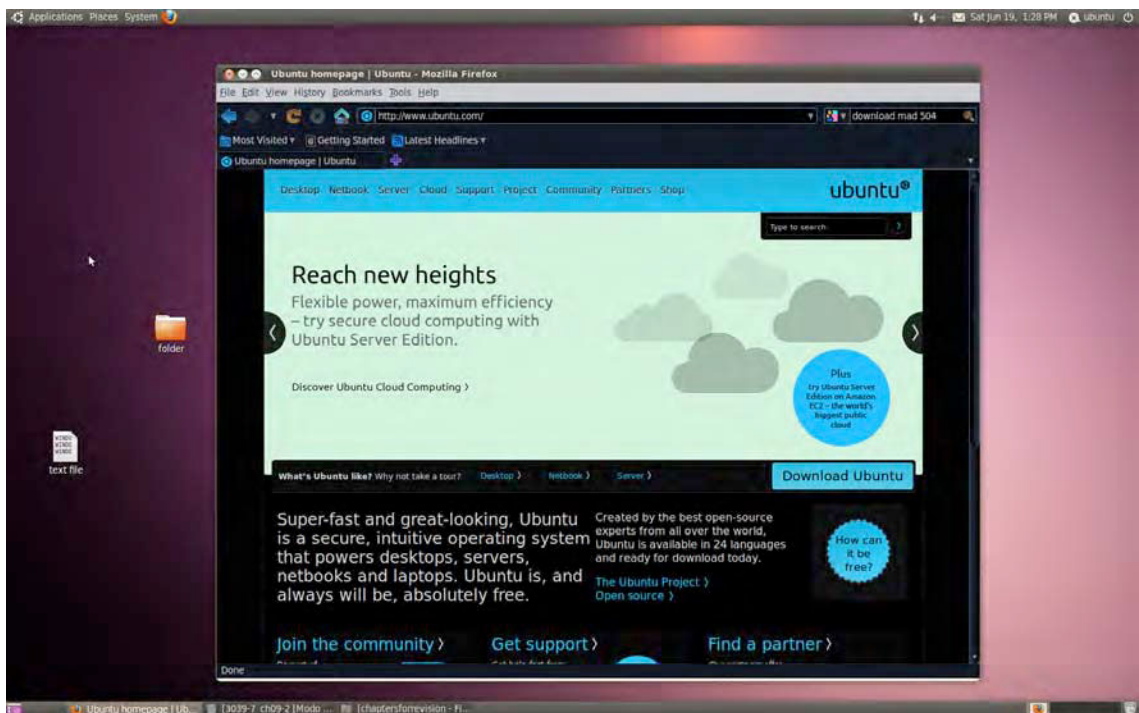 Applications Places System
Sat Jun 19, 1:28 PM ubuntu
Ubuntu homepage | Ubuntu - Mozilla Firefox
File Edit View History Bookmarks Tools Help
http://www.ubuntu.com/
download mad 504
Most Visited Getting Started Latest Headlines
Ubuntu homepage | Ubuntu
Desktop Netbook Server Cloud Support Project Community Partners Shop
ubuntu
Type to search
?
Reach new heights
Flexible power, maximum efficiency
– try secure cloud computing with
Ubuntu Server Edition.
Discover Ubuntu Cloud Computing ›
Plus
try Ubuntu Server
Edition on Amazon
EC2 – the world's
biggest public
cloud
folder
WINDO
WINDO
WINDO
text file
What's Ubuntu like? Why not take a tour? Desktop › Netbook › Server ›
Download Ubuntu
Super-fast and great-looking, Ubuntu
is a secure, intuitive operating system
that powers desktops, servers,
netbooks and laptops. Ubuntu is, and
always will be, absolutely free.
Created by the best open-source
experts from all over the world,
Ubuntu is available in 24 languages
and ready for download today.
The Ubuntu Project ›
Open source ›
How can
it be
free?
Join the community ›
Get support ›
Find a partner ›
Done
Ubuntu homepage | Ub...
[3039-7_ch09-2 [Modo ...
[chaptersforrevision - Fi...